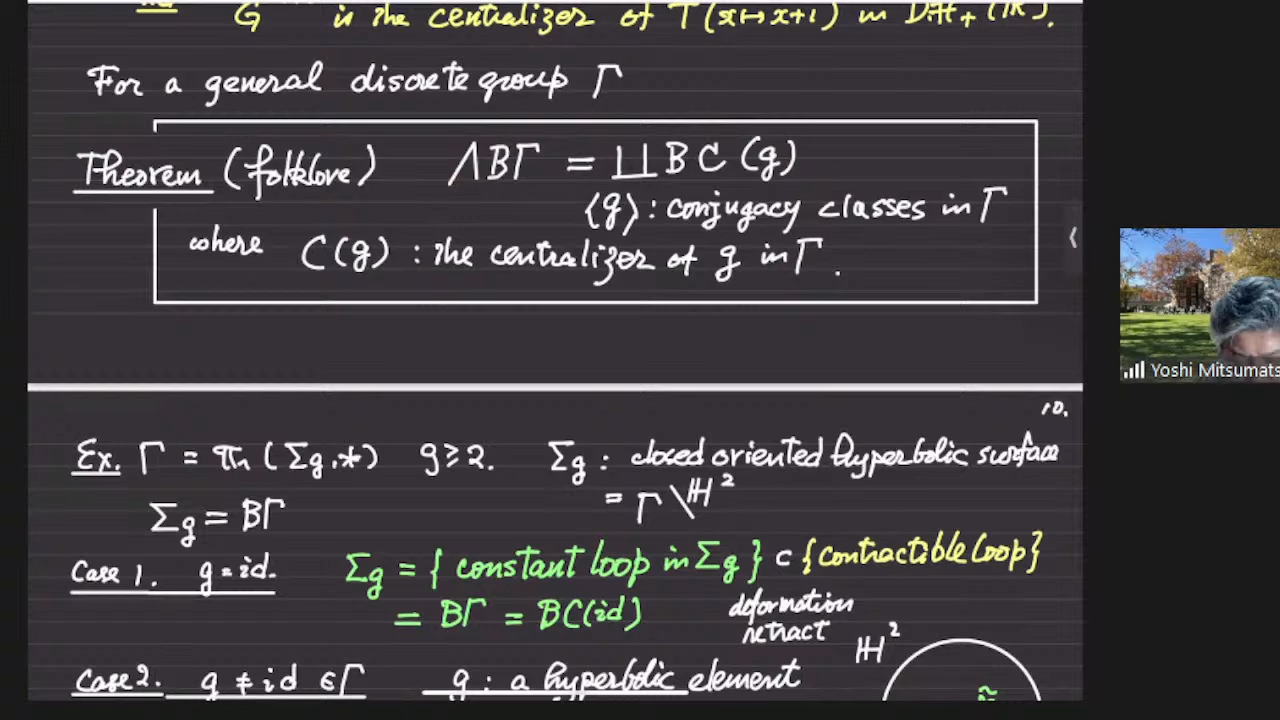 G is the centralizer of T(x↦x+1) in Diff+(ℝ).
For a general discrete group Γ
Theorem (folklore) ΛBΓ = ∐ B C(g)
⟨g⟩ : conjugacy classes in Γ
where C(g) : the centralizer of g in Γ.
10.
Ex. Γ = π₁(Σg,*) g≥2. Σg : closed oriented hyperbolic surface
= Γ\ℍ²
Σg = BΓ
Case 1. g = id. Σg = {constant loop in Σg} ⊂ {contractible loop}
= BΓ = BC(id) deformation
retract
ℍ²
Case 2. g ≠ id ∈Γ g : a hyperbolic element
Yoshi Mitsumats